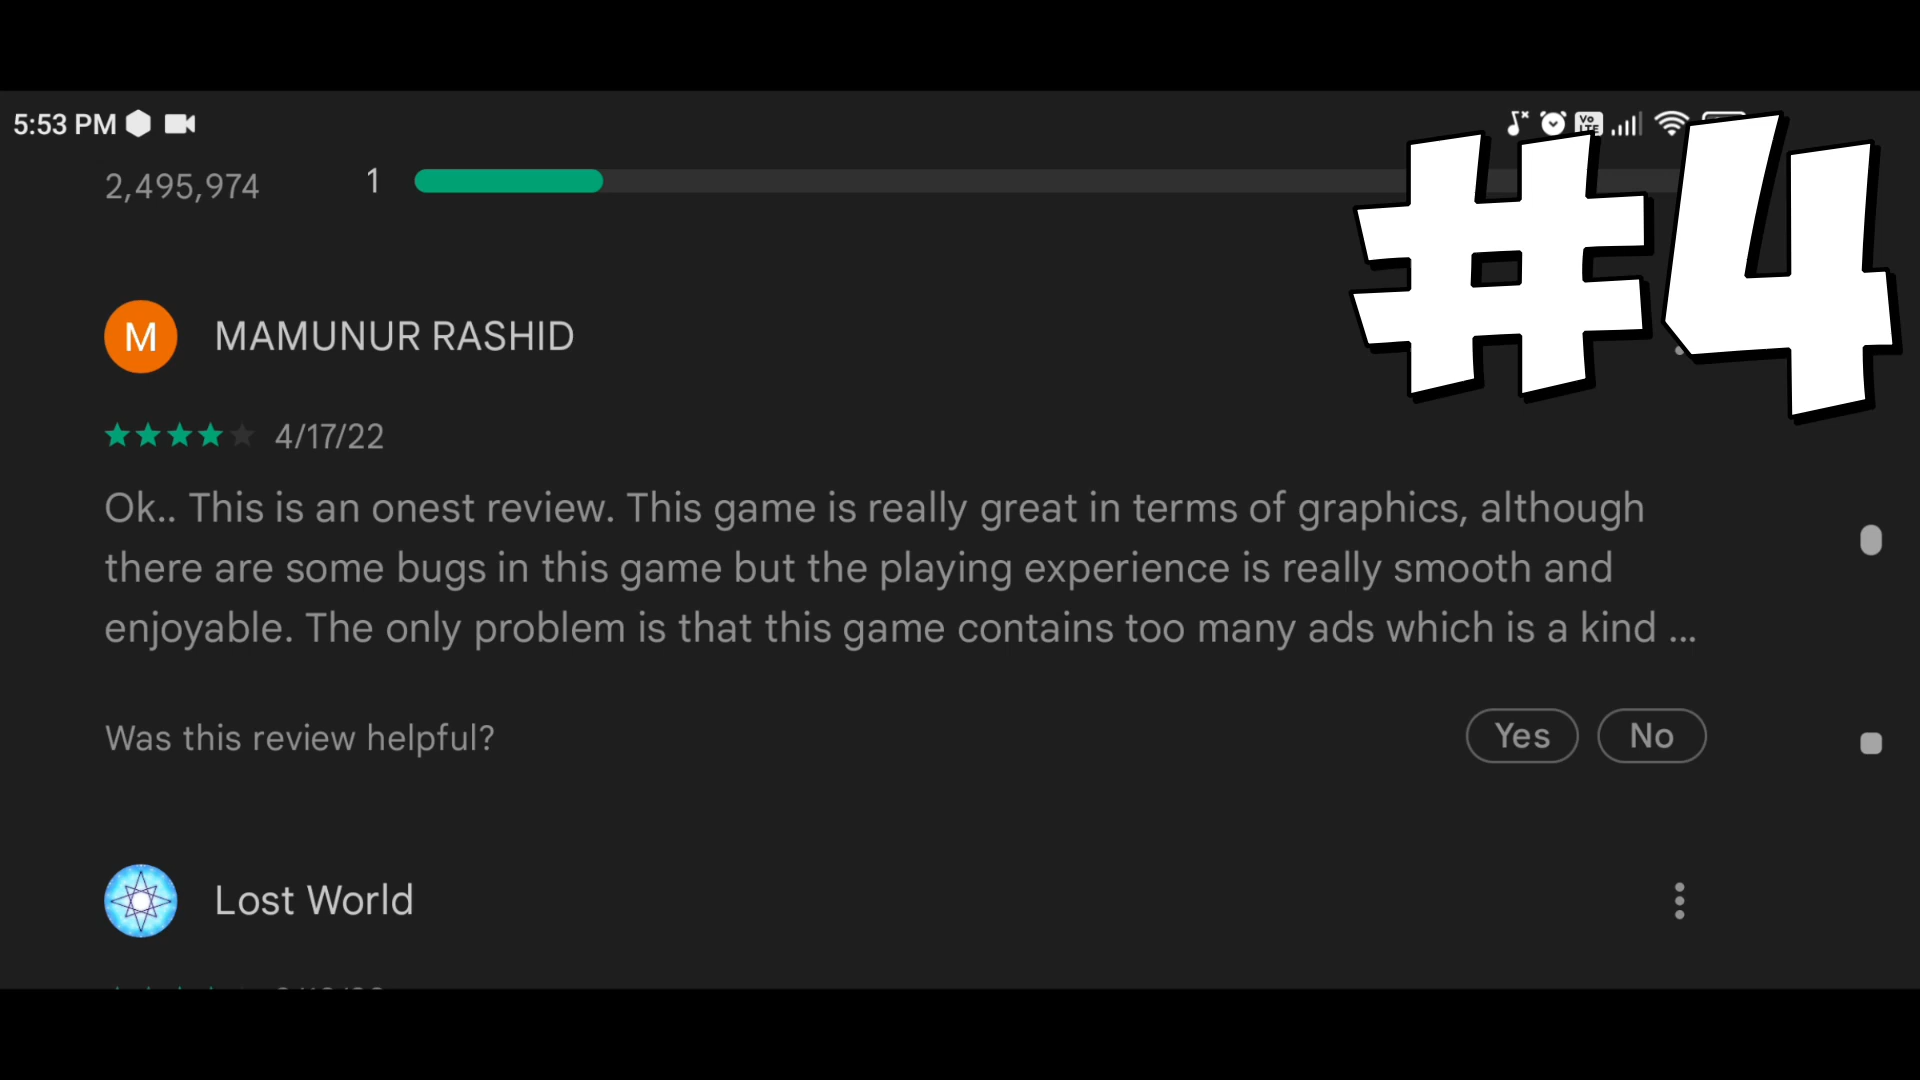 5:53 PM
2,495,974
1
#4
M
MAMUNUR RASHID
4/17/22
Ok.. This is an onest review. This game is really great in terms of graphics, although
there are some bugs in this game but the playing experience is really smooth and
enjoyable. The only problem is that this game contains too many ads which is a kind ...
Was this review helpful?
Yes
No
Lost World